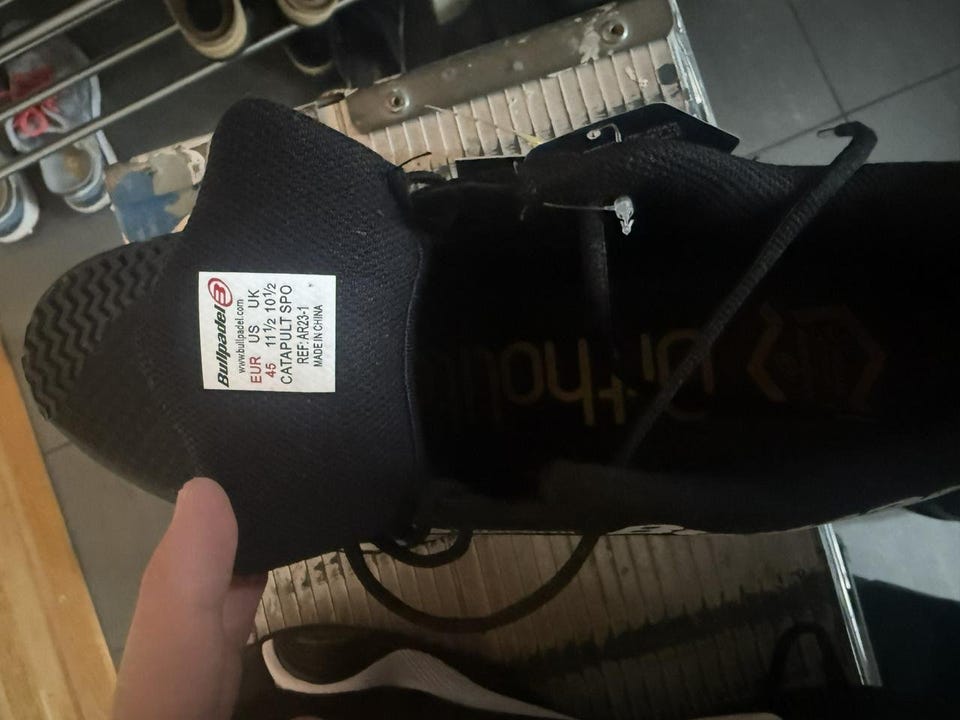 Bullpadel
www.bullpadel.com
EUR US UK
45 11½ 10½
CATAPULT SPO
REF: AR23-1
MADE IN CHINA
Ortholi